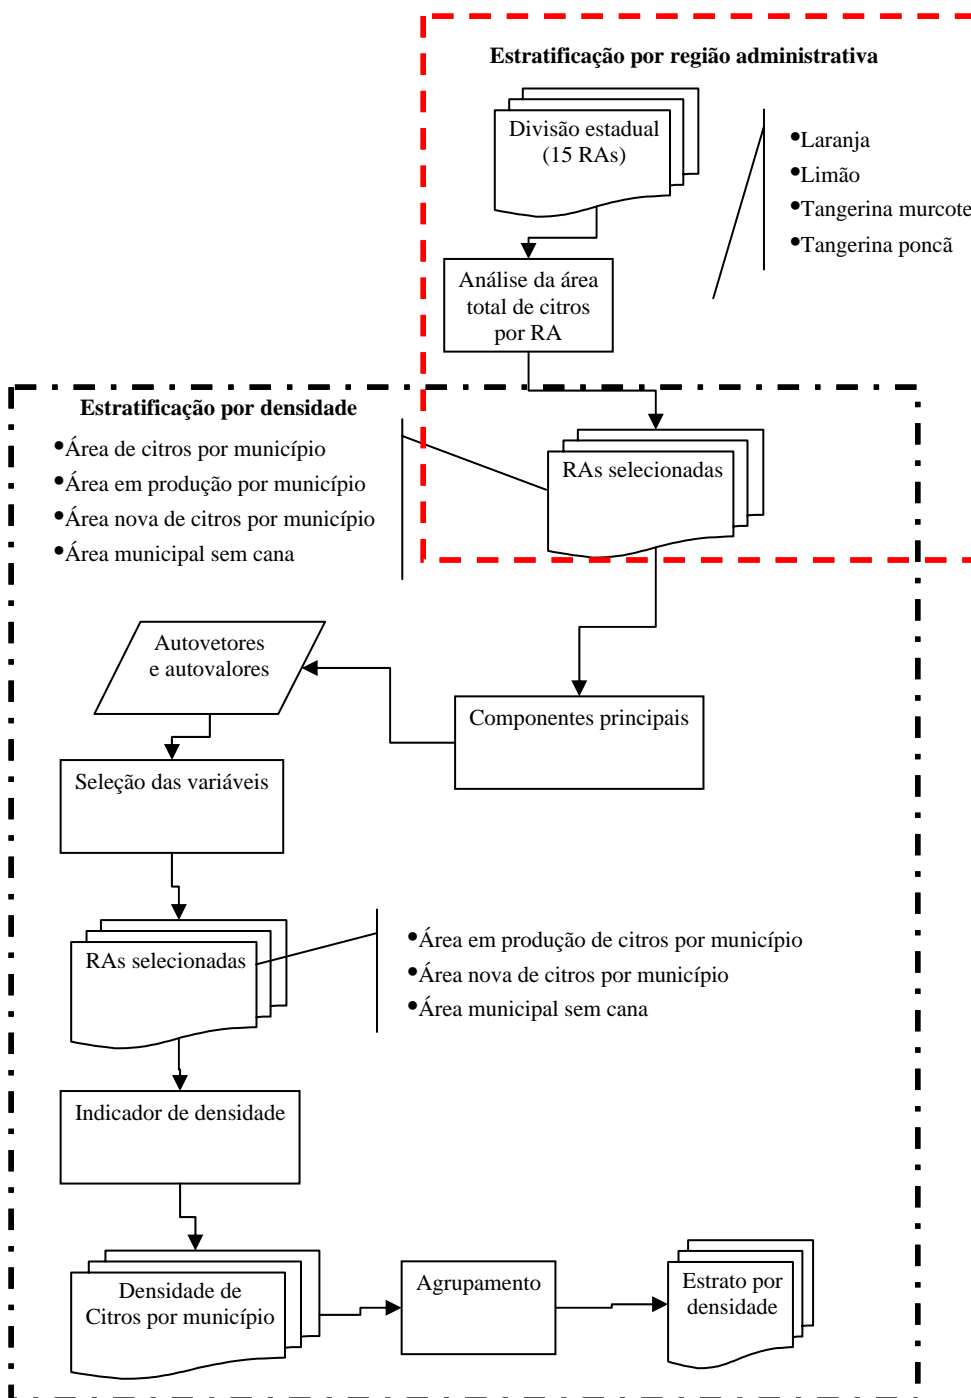 Estratificação por região administrativa
Divisão estadual
(15 RAs)
•Laranja
•Limão
•Tangerina murcote
•Tangerina poncã
Análise da área
total de citros
por RA
Estratificação por densidade
•Área de citros por município
•Área em produção por município
•Área nova de citros por município
•Área municipal sem cana
RAs selecionadas
Autovetores
e autovalores
Componentes principais
Seleção das variáveis
RAs selecionadas
•Área em produção de citros por município
•Área nova de citros por município
•Área municipal sem cana
Indicador de densidade
Densidade de
Citros por município
Agrupamento
Estrato por
densidade